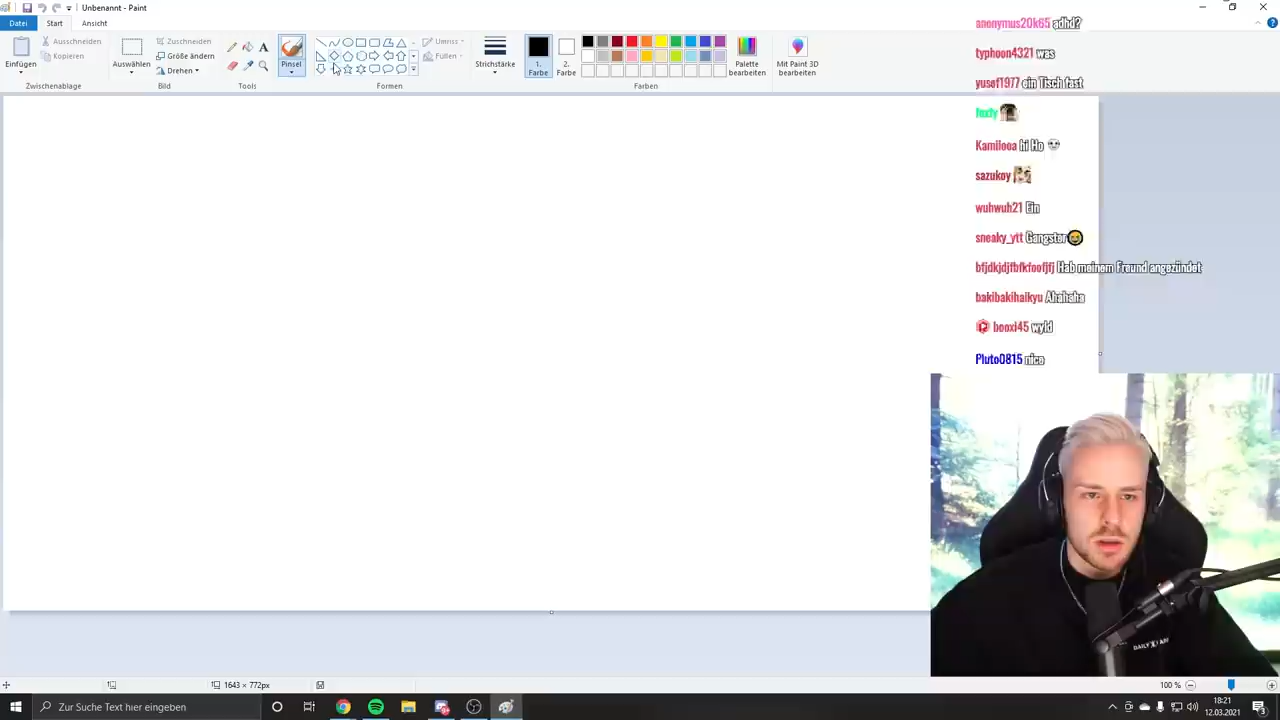 Unbenannt - Paint
Datei Start Ansicht
Einfügen
Ausschneiden
Kopieren
Zwischenablage
Auswählen
Zuschneiden
Größe ändern
Drehen
Bild
Tools
Pinsel
Formen
Umriss
Füllen
Strichstärke
1.
Farbe
2.
Farbe
Farben
Palette
bearbeiten
Mit Paint 3D
bearbeiten
anonymus20k65 adhd?
typhoon4321 was
yusef1977 ein Tisch fast
Kamilooa hi Ho
sazukoy
wuhwuh21 Ein
sneaky_ytt Gangster
bfjdkjdjfbfkfoofjfj Hab meinem Freund angezündet
bakibakihaikyu Ahahaha
booxi45 wyld
Pluto0815 nice
1643 × 772px
100 %
Zur Suche Text hier eingeben
18:21
12.03.2021